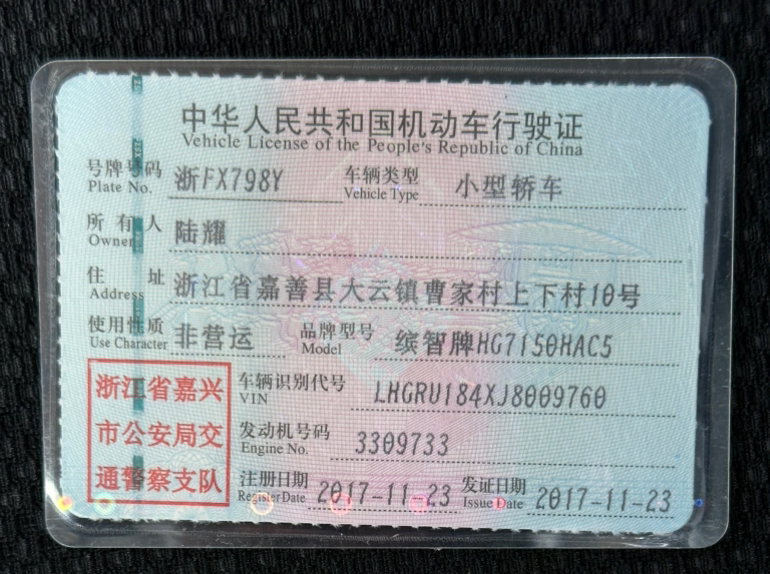 中华人民共和国机动车行驶证
Vehicle License of the People's Republic of China
号牌号码 浙FX798Y 车辆类型 小型轿车
Plate No. Vehicle Type
所有人 陆耀
Owner
住址 浙江省嘉善县大云镇曹家村上下村10号
Address
使用性质 非营运 品牌型号 缤智牌HG7150HAC5
Use Character Model
浙江省嘉兴 车辆识别代号 LHGRU184XJ8009760
VIN
市公安局交 发动机号码 3309733
Engine No.
通警察支队 注册日期 2017-11-23 发证日期 2017-11-23
Register Date Issue Date